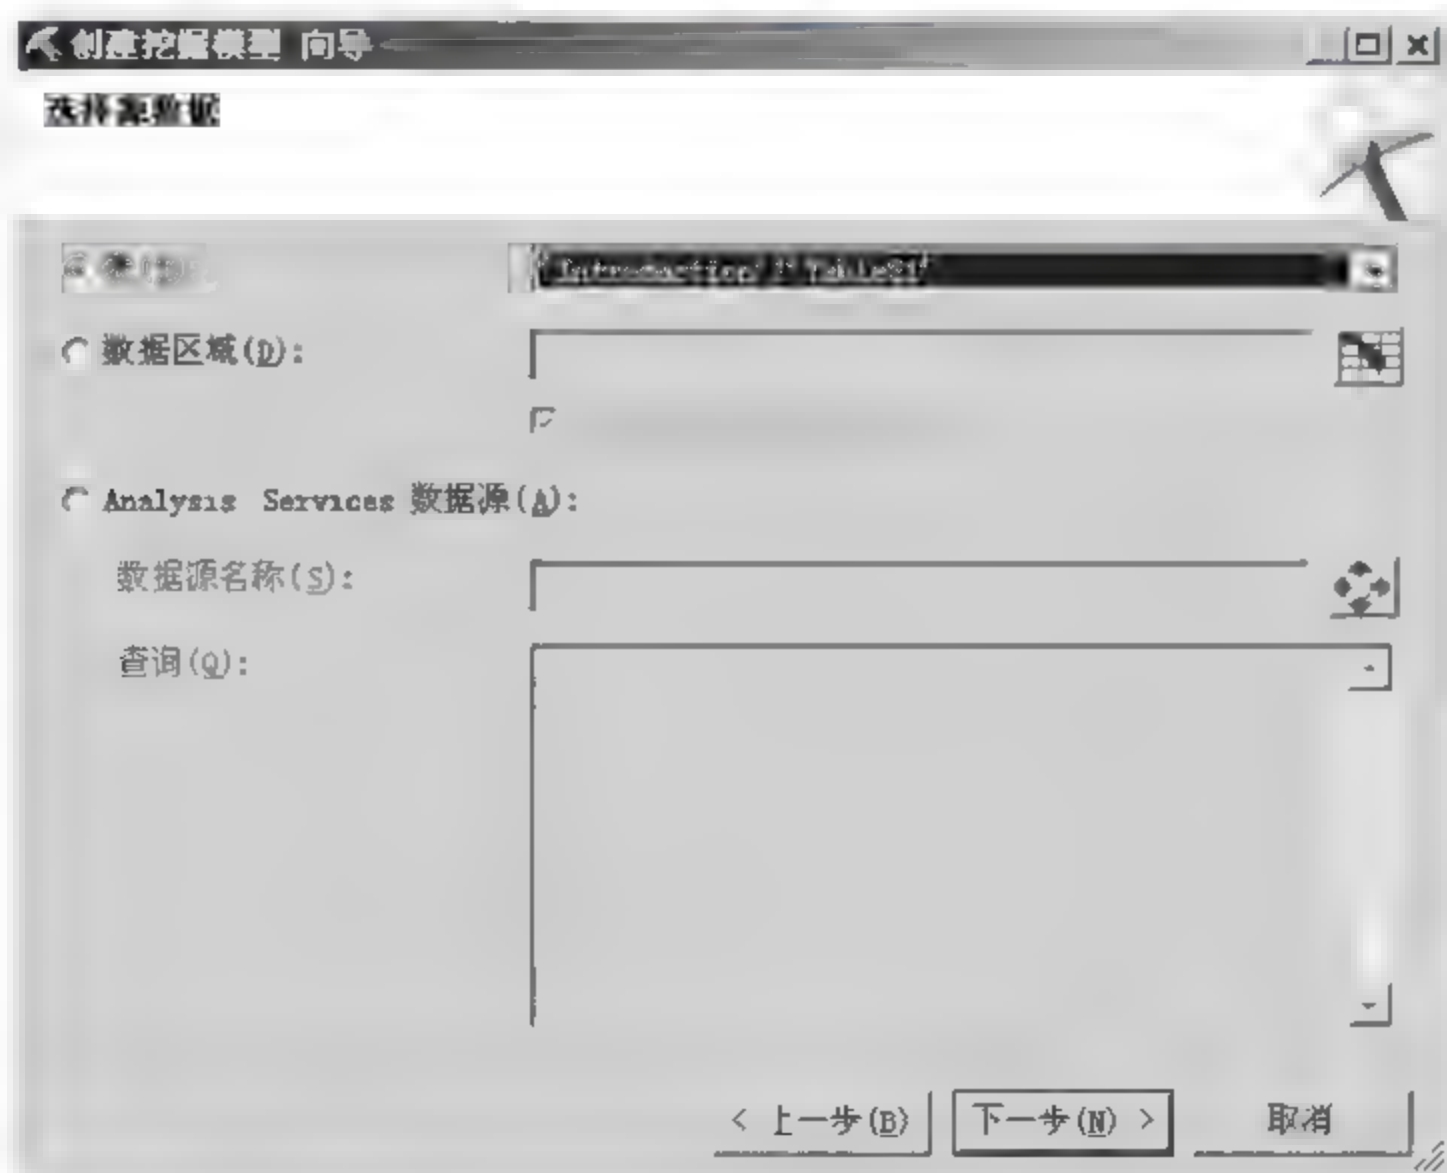 创建挖掘模型 向导
选择源数据
数据区域(D):
Analysis Services 数据源(A):
数据源名称(S):
查询(Q):
< 上一步(B)
下一步(N) >
取消